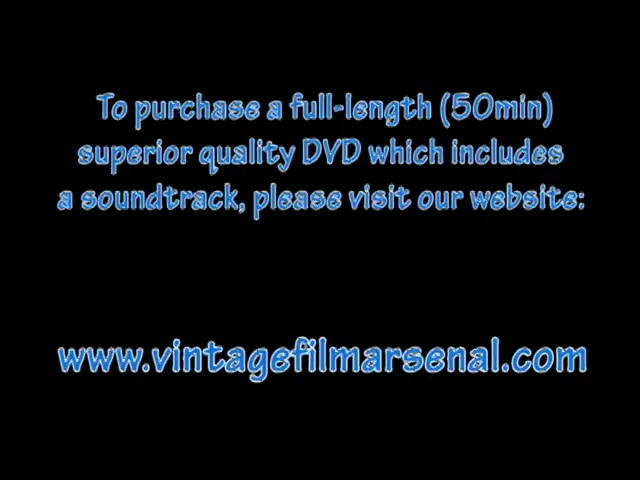 To purchase a full-length (50min)
superior quality DVD which includes
a soundtrack, please visit our website:
www.vintagefilmarsenal.com